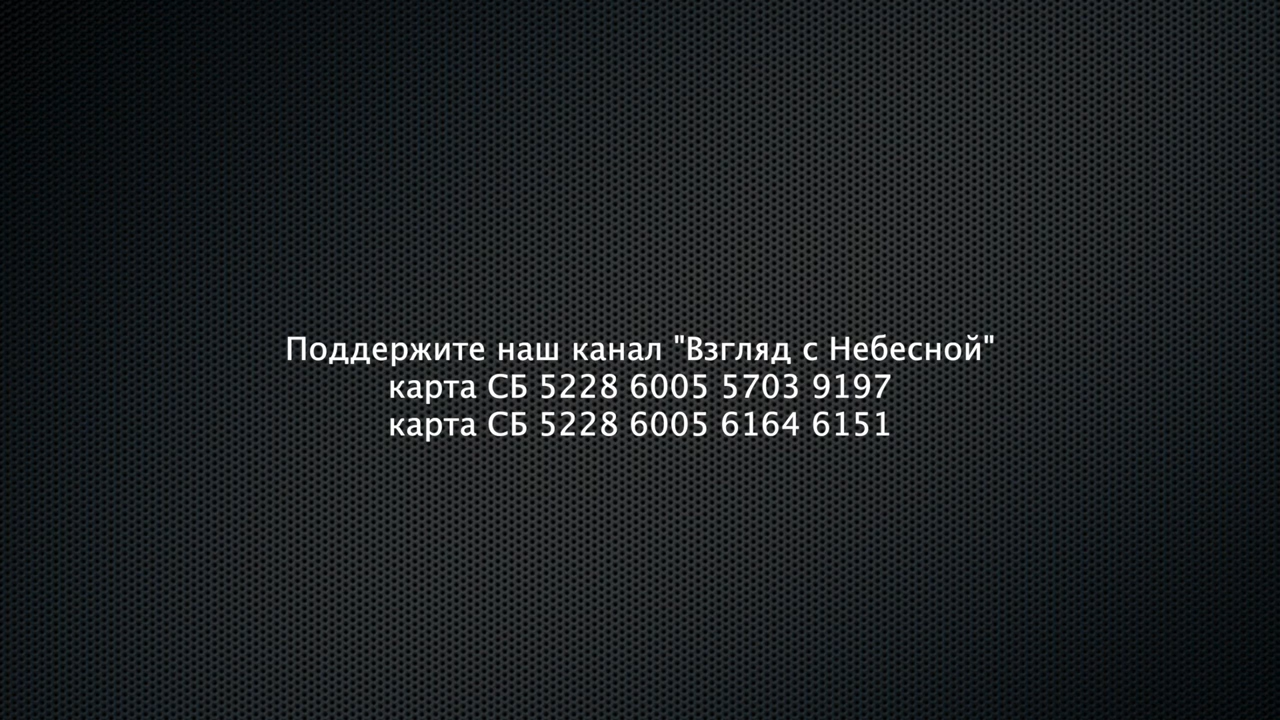 Поддержите наш канал "Взгляд с Небесной"
карта СБ 5228 6005 5703 9197
карта СБ 5228 6005 6164 6151